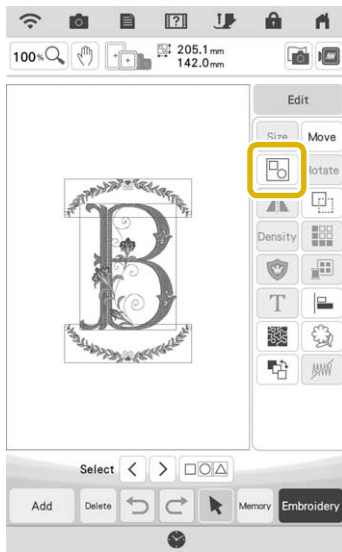 100%
205.1 mm
142.0 mm
Edit
Size Move
Rotate
Density
T
B
Select
Add Delete Memory Embroidery